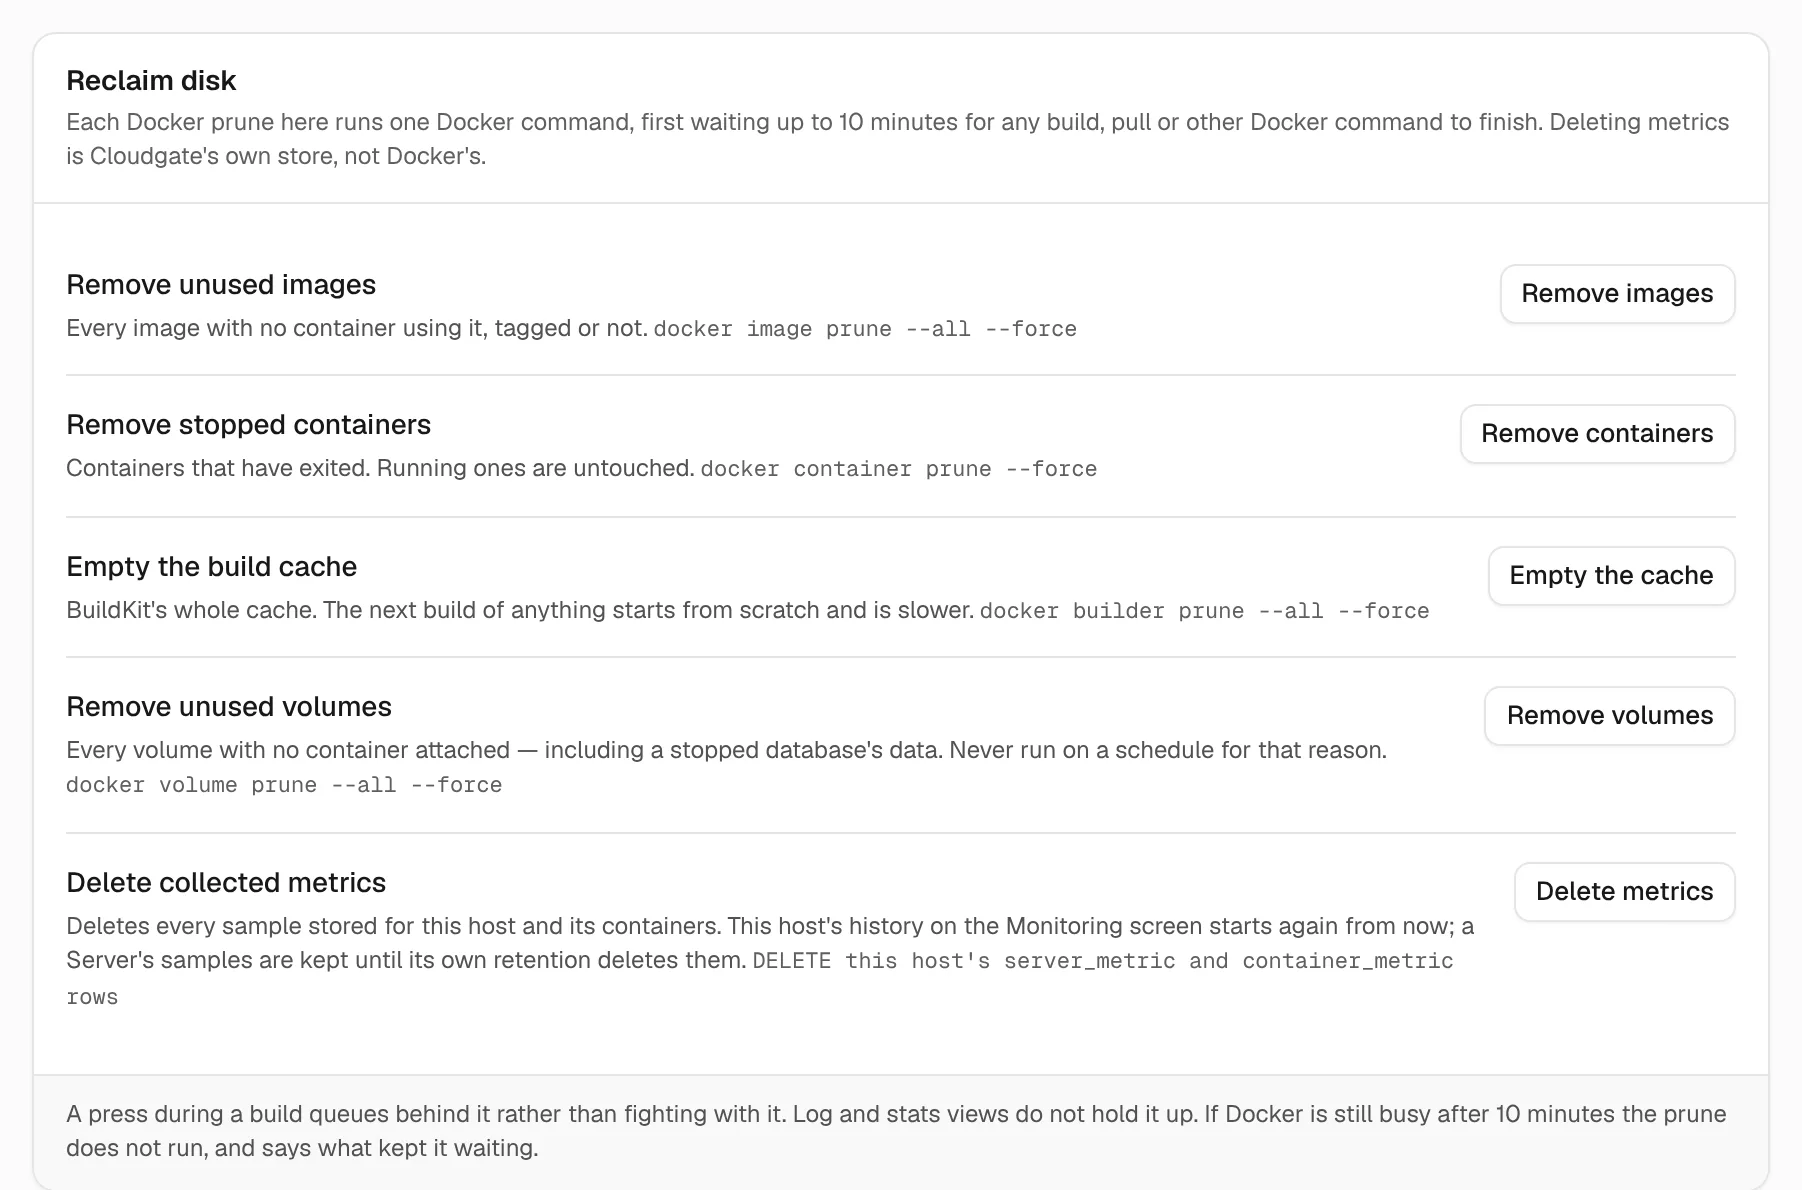 Reclaim disk
Each Docker prune here runs one Docker command, first waiting up to 10 minutes for any build, pull or other Docker command to finish. Deleting metrics
is Cloudgate's own store, not Docker's.
Remove unused images
Remove images
Every image with no container using it, tagged or not. docker image prune --all --force
Remove stopped containers
Remove containers
Containers that have exited. Running ones are untouched. docker container prune --force
Empty the build cache
Empty the cache
BuildKit's whole cache. The next build of anything starts from scratch and is slower. docker builder prune --all --force
Remove unused volumes
Remove volumes
Every volume with no container attached — including a stopped database's data. Never run on a schedule for that reason.
docker volume prune --all --force
Delete collected metrics
Delete metrics
Deletes every sample stored for this host and its containers. This host's history on the Monitoring screen starts again from now; a
Server's samples are kept until its own retention deletes them. DELETE this host's server_metric and container_metric
rows
A press during a build queues behind it rather than fighting with it. Log and stats views do not hold it up. If Docker is still busy after 10 minutes the prune
does not run, and says what kept it waiting.